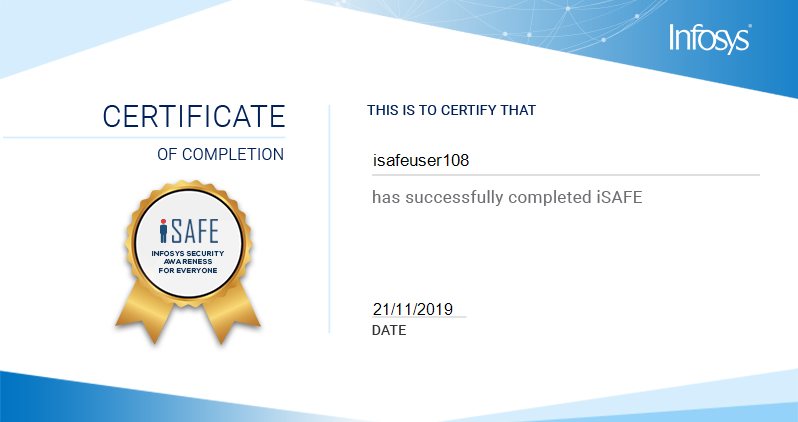 Infosys
CERTIFICATE
OF COMPLETION
iSAFE
INFOSYS SECURITY
AWARENESS
FOR EVERYONE
THIS IS TO CERTIFY THAT
isafeuser108
has successfully completed iSAFE
21/11/2019
DATE